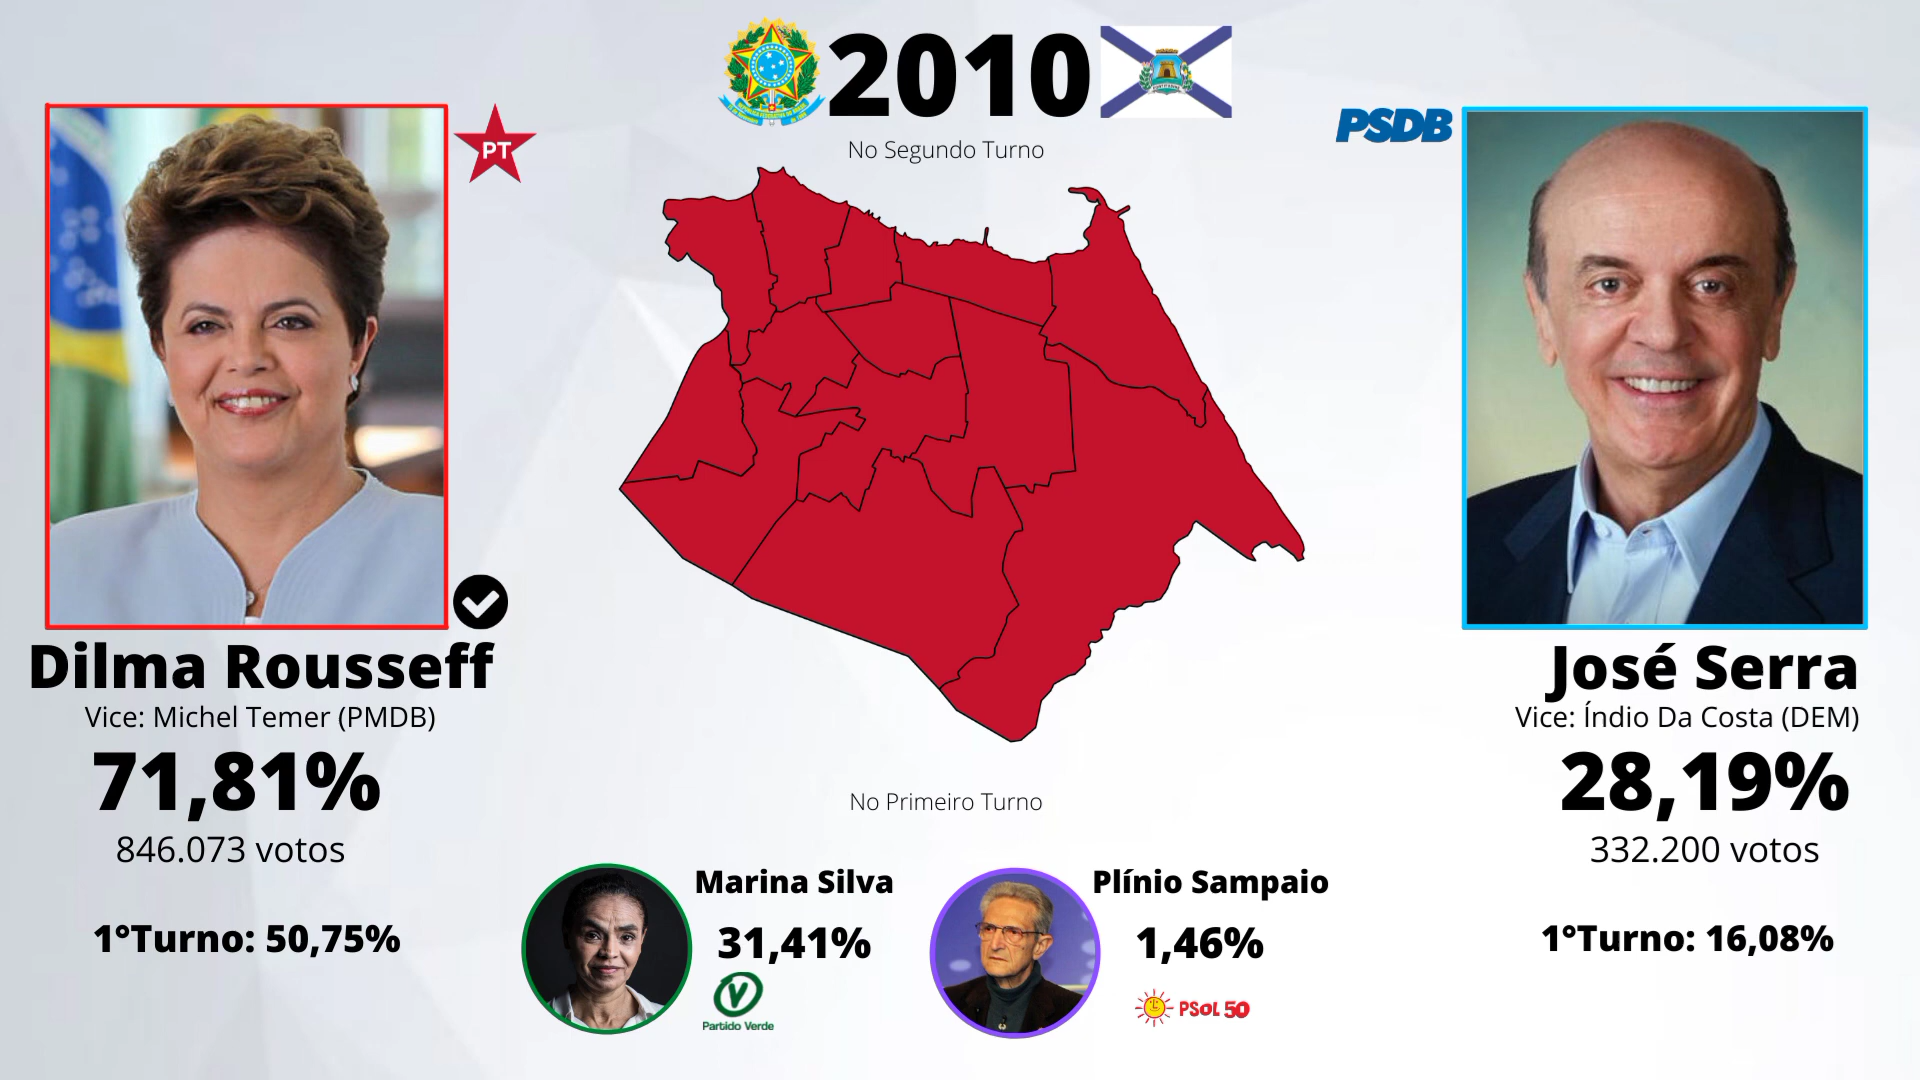 2010
No Segundo Turno
PT
PSDB
Dilma Rousseff
Vice: Michel Temer (PMDB)
71,81%
846.073 votos
1°Turno: 50,75%
José Serra
Vice: Índio Da Costa (DEM)
28,19%
332.200 votos
1°Turno: 16,08%
No Primeiro Turno
Marina Silva
31,41%
V
Partido Verde
Plínio Sampaio
1,46%
PSOL 50